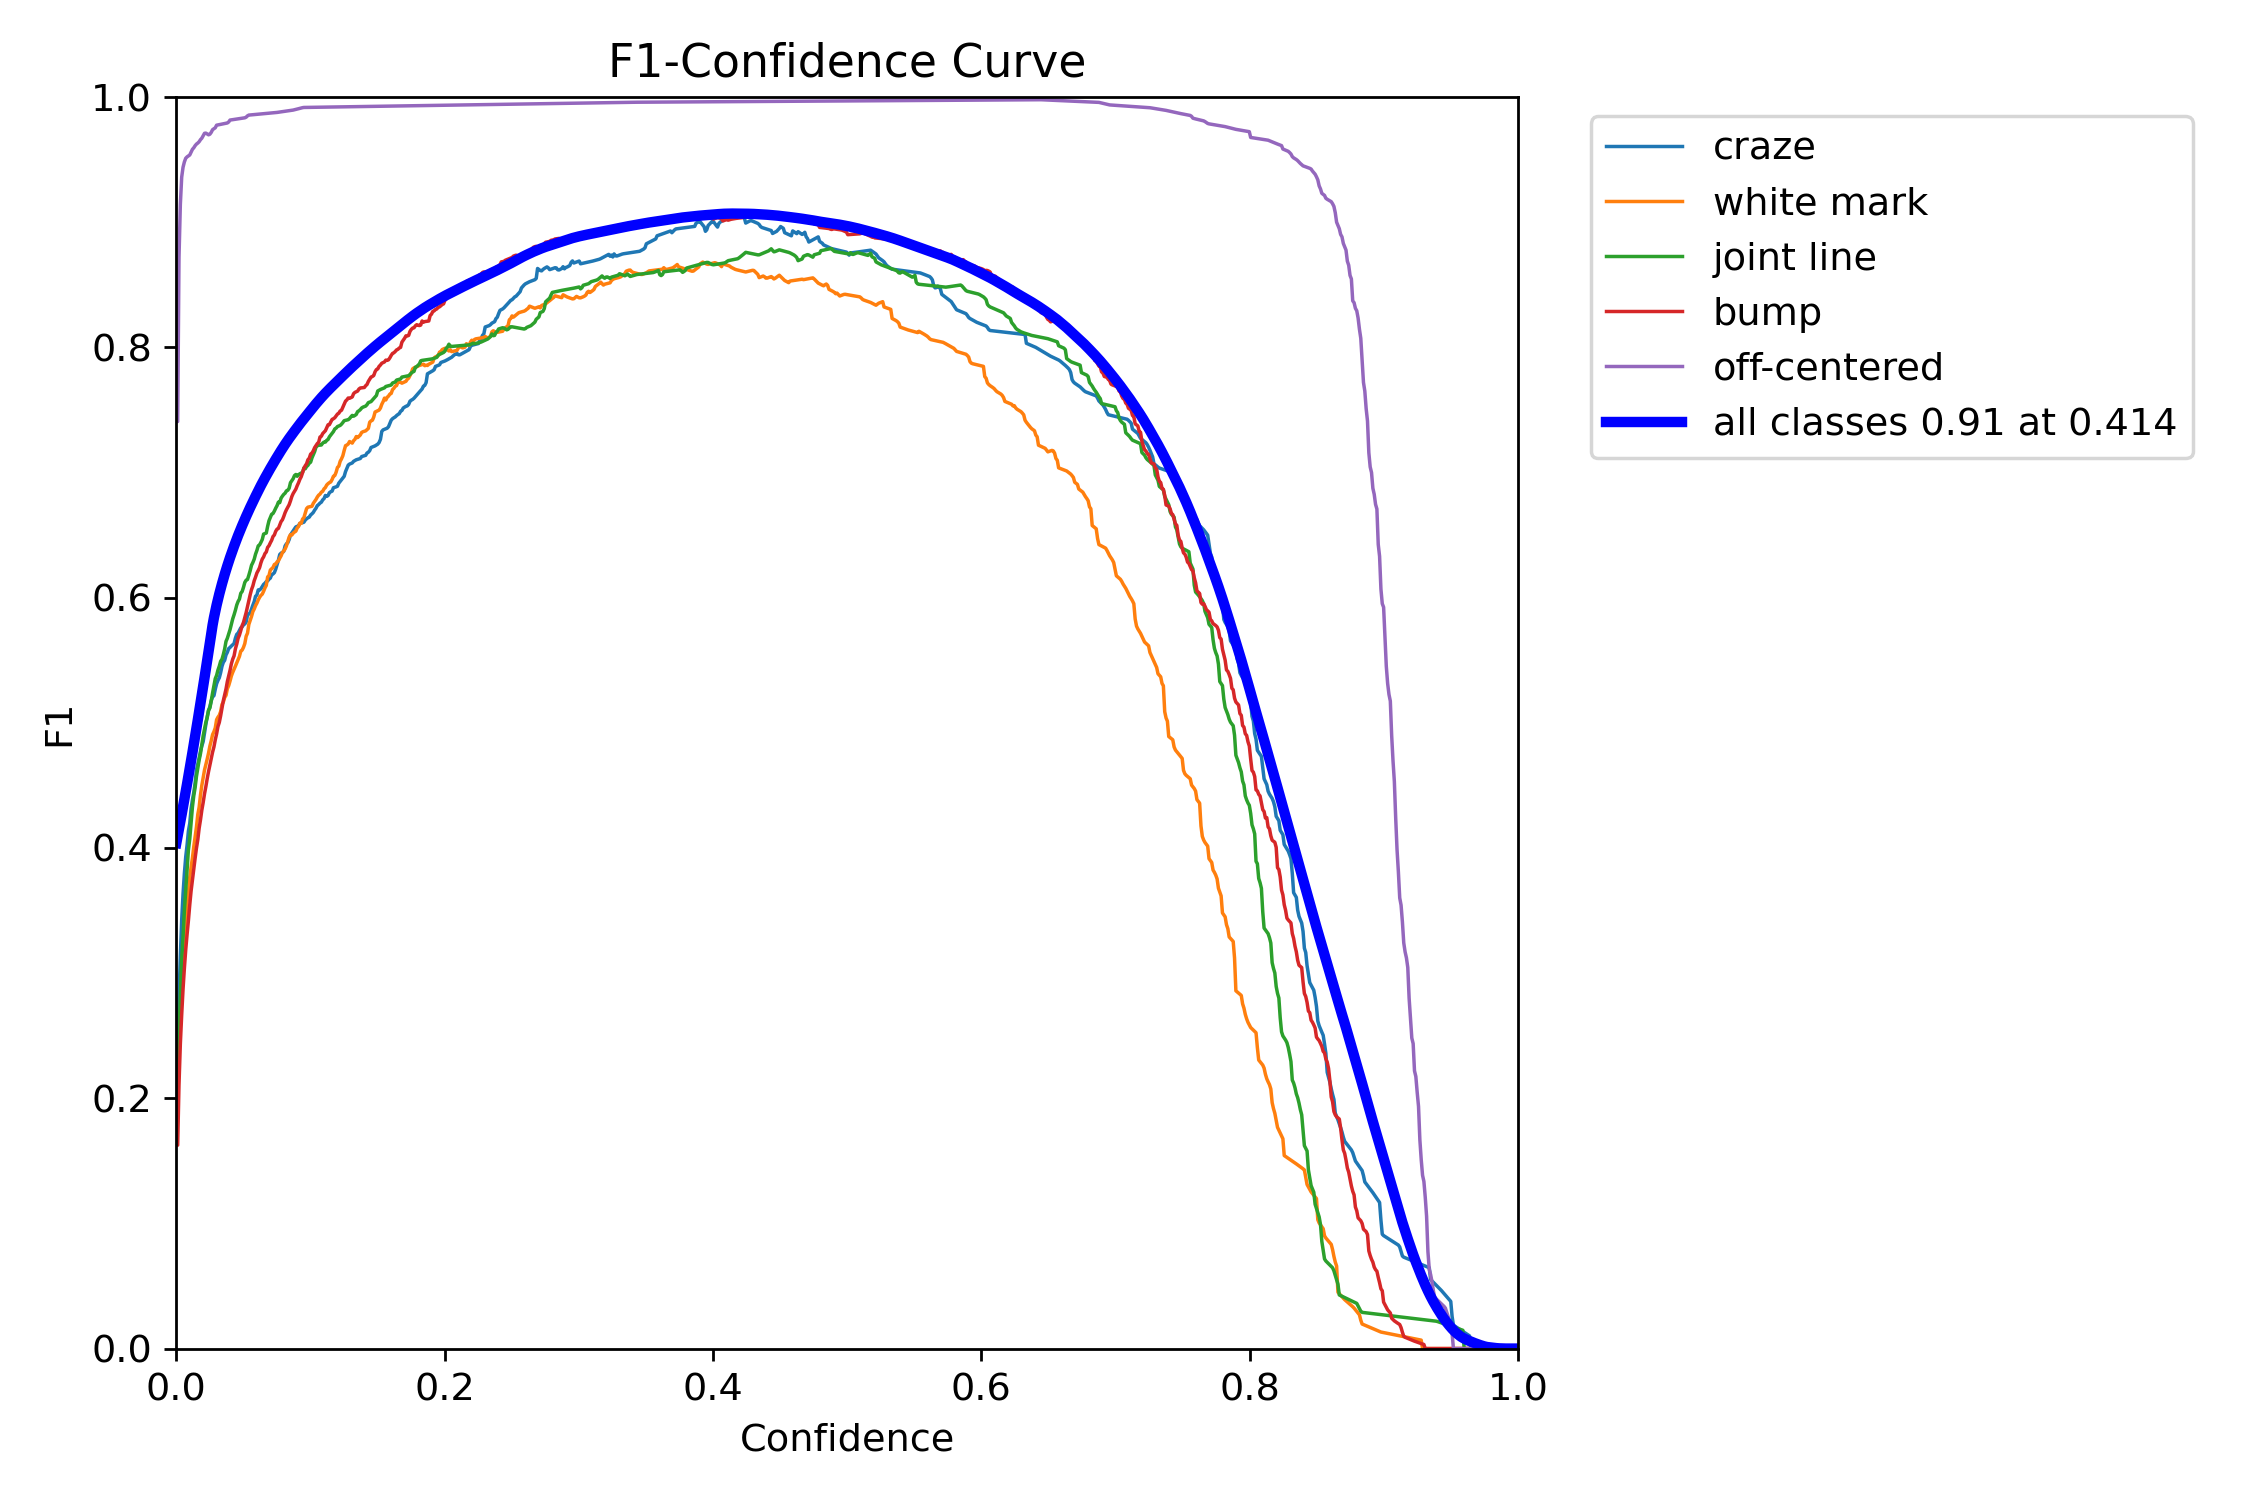 F1-Confidence Curve
1.0
0.8
0.6
0.4
0.2
0.0
F1
0.0 0.2 0.4 0.6 0.8 1.0
Confidence
craze
white mark
joint line
bump
off-centered
all classes 0.91 at 0.414